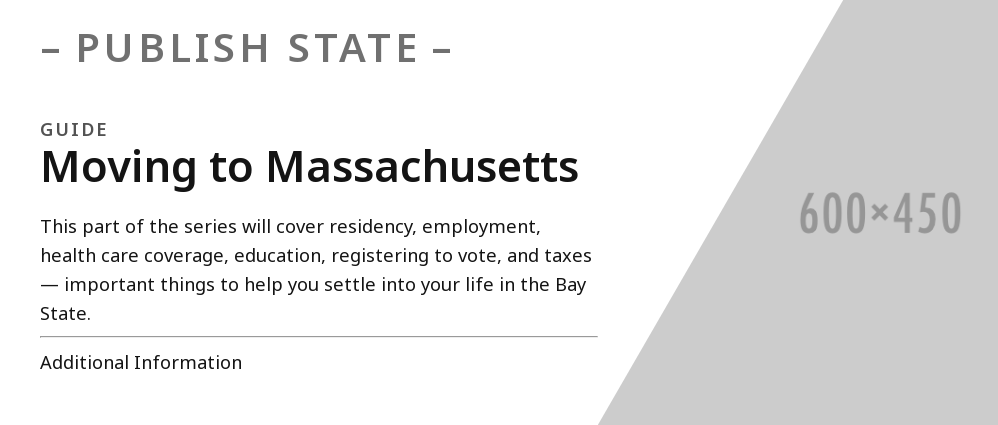 – PUBLISH STATE –
GUIDE
Moving to Massachusetts
This part of the series will cover residency, employment,
health care coverage, education, registering to vote, and taxes
— important things to help you settle into your life in the Bay
State.
Additional Information
600×450